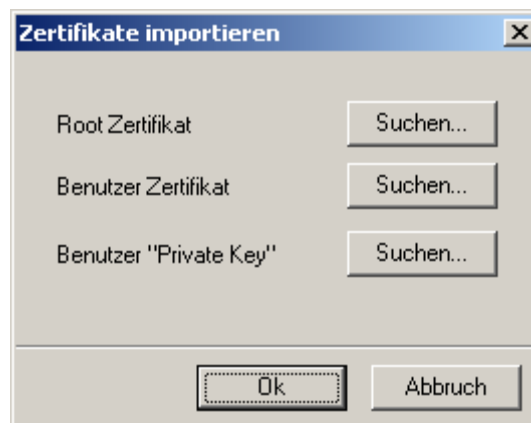 Zertifikate importieren
Root Zertifikat Suchen...
Benutzer Zertifikat Suchen...
Benutzer "Private Key" Suchen...
Ok Abbruch